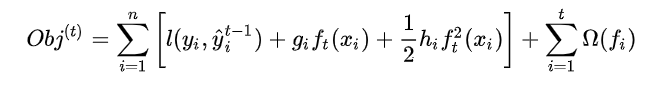 $Obj^{(t)} = \sum_{i=1}^{n} \left[ l(y_i, \hat{y}_i^{t-1}) + g_i f_t(x_i) + \frac{1}{2} h_i f_t^2(x_i) \right] + \sum_{i=1}^{t} \Omega(f_i)$